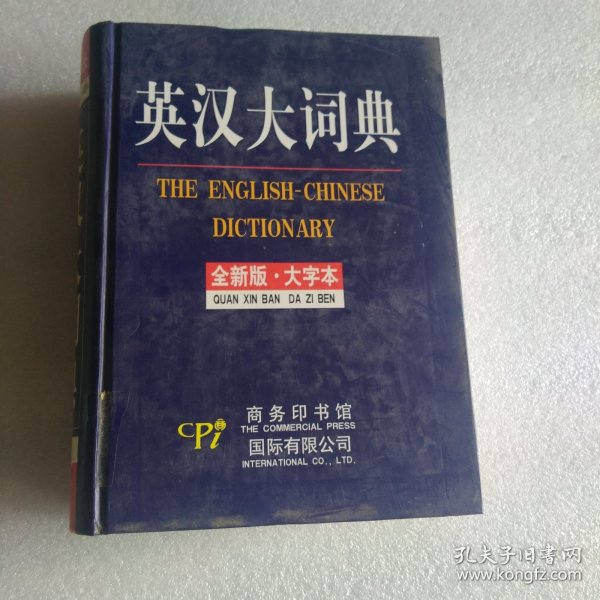 英汉大词典
THE ENGLISH-CHINESE
DICTIONARY
全新版·大字本
QUAN XIN BAN DA ZI BEN
CPi
商务印书馆
THE COMMERCIAL PRESS
国际有限公司
INTERNATIONAL CO., LTD.
孔夫子旧书网
www.kongfz.com